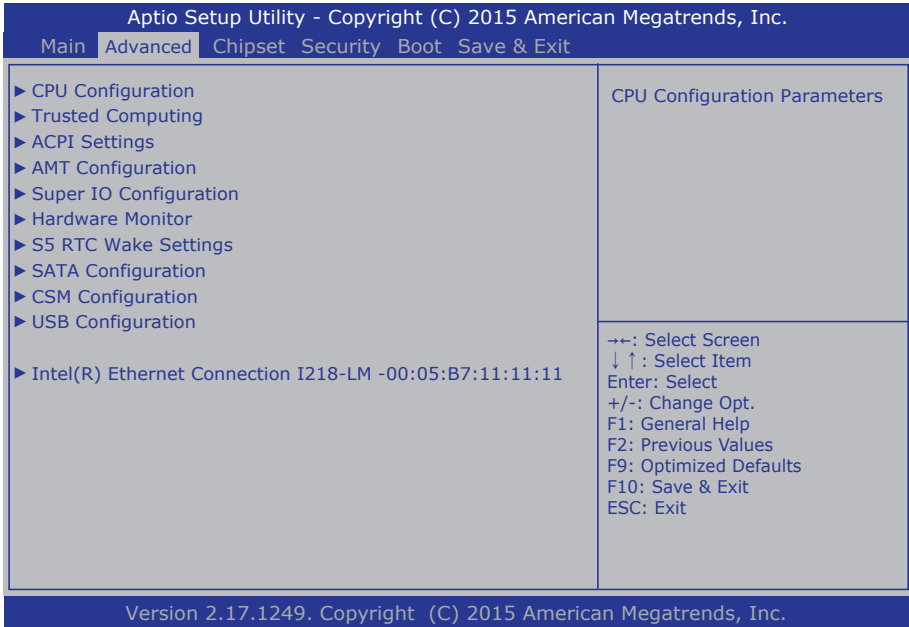 Aptio Setup Utility - Copyright (C) 2015 American Megatrends, Inc.
Main Advanced Chipset Security Boot Save & Exit
► CPU Configuration
► Trusted Computing
► ACPI Settings
► AMT Configuration
► Super IO Configuration
► Hardware Monitor
► S5 RTC Wake Settings
► SATA Configuration
► CSM Configuration
► USB Configuration
► Intel(R) Ethernet Connection I218-LM -00:05:B7:11:11:11
CPU Configuration Parameters
→←: Select Screen
↓↑: Select Item
Enter: Select
+/-: Change Opt.
F1: General Help
F2: Previous Values
F9: Optimized Defaults
F10: Save & Exit
ESC: Exit
Version 2.17.1249. Copyright (C) 2015 American Megatrends, Inc.